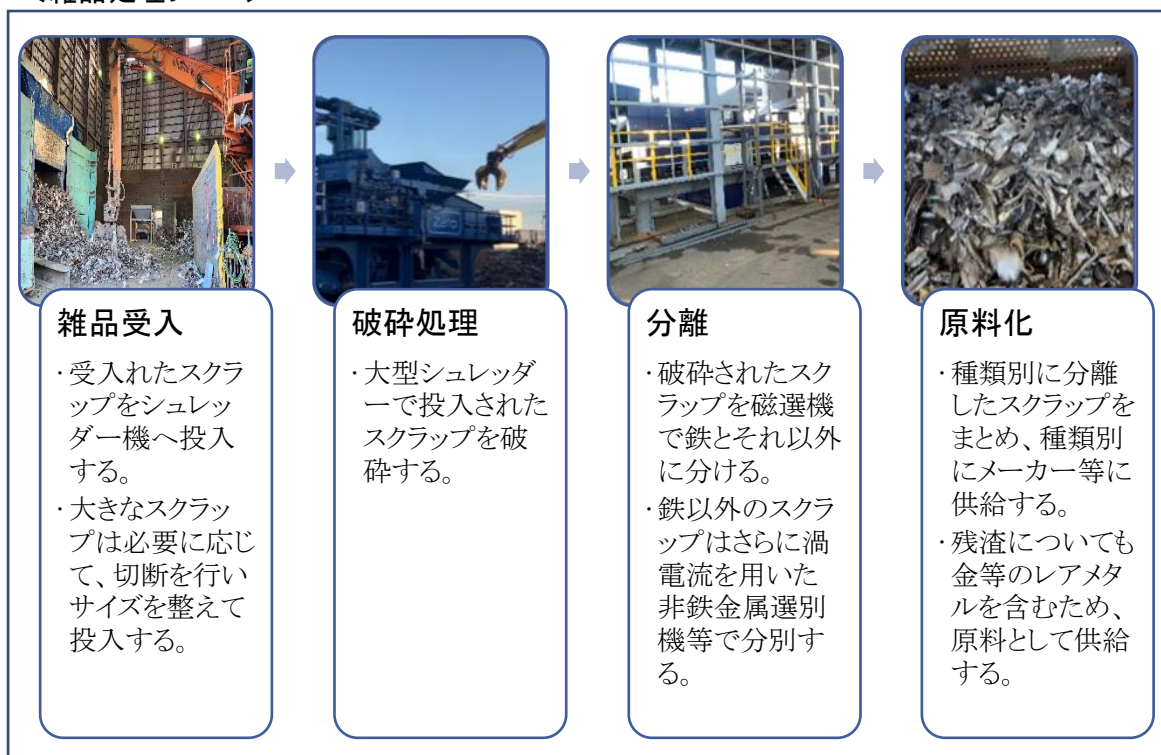 雑品受入
・受入れたスクラ
ップをシュレッ
ダー機へ投入
する。
・大きなスクラッ
プは必要に応じ
て、切断を行い
サイズを整えて
投入する。
破砕処理
・大型シュレッダ
ーで投入された
スクラップを破
砕する。
分離
・破砕されたスク
ラップを磁選機
で鉄とそれ以外
に分ける。
・鉄以外のスクラ
ップはさらに渦
電流を用いた
非鉄金属選別
機等で分別す
る。
原料化
・種類別に分離
したスクラップを
まとめ、種類別
にメーカー等に
供給する。
・残渣についても
金等のレアメタ
ルを含むため、
原料として供給
する。